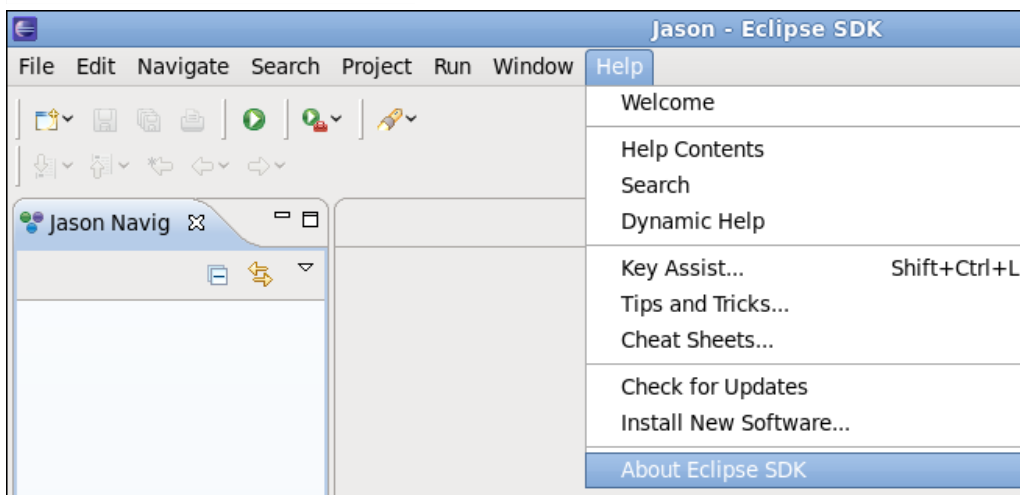 Jason - Eclipse SDK
File Edit Navigate Search Project Run Window Help
Welcome
Help Contents
Search
Dynamic Help
Jason Navig
Key Assist... Shift+Ctrl+L
Tips and Tricks...
Cheat Sheets...
Check for Updates
Install New Software...
About Eclipse SDK